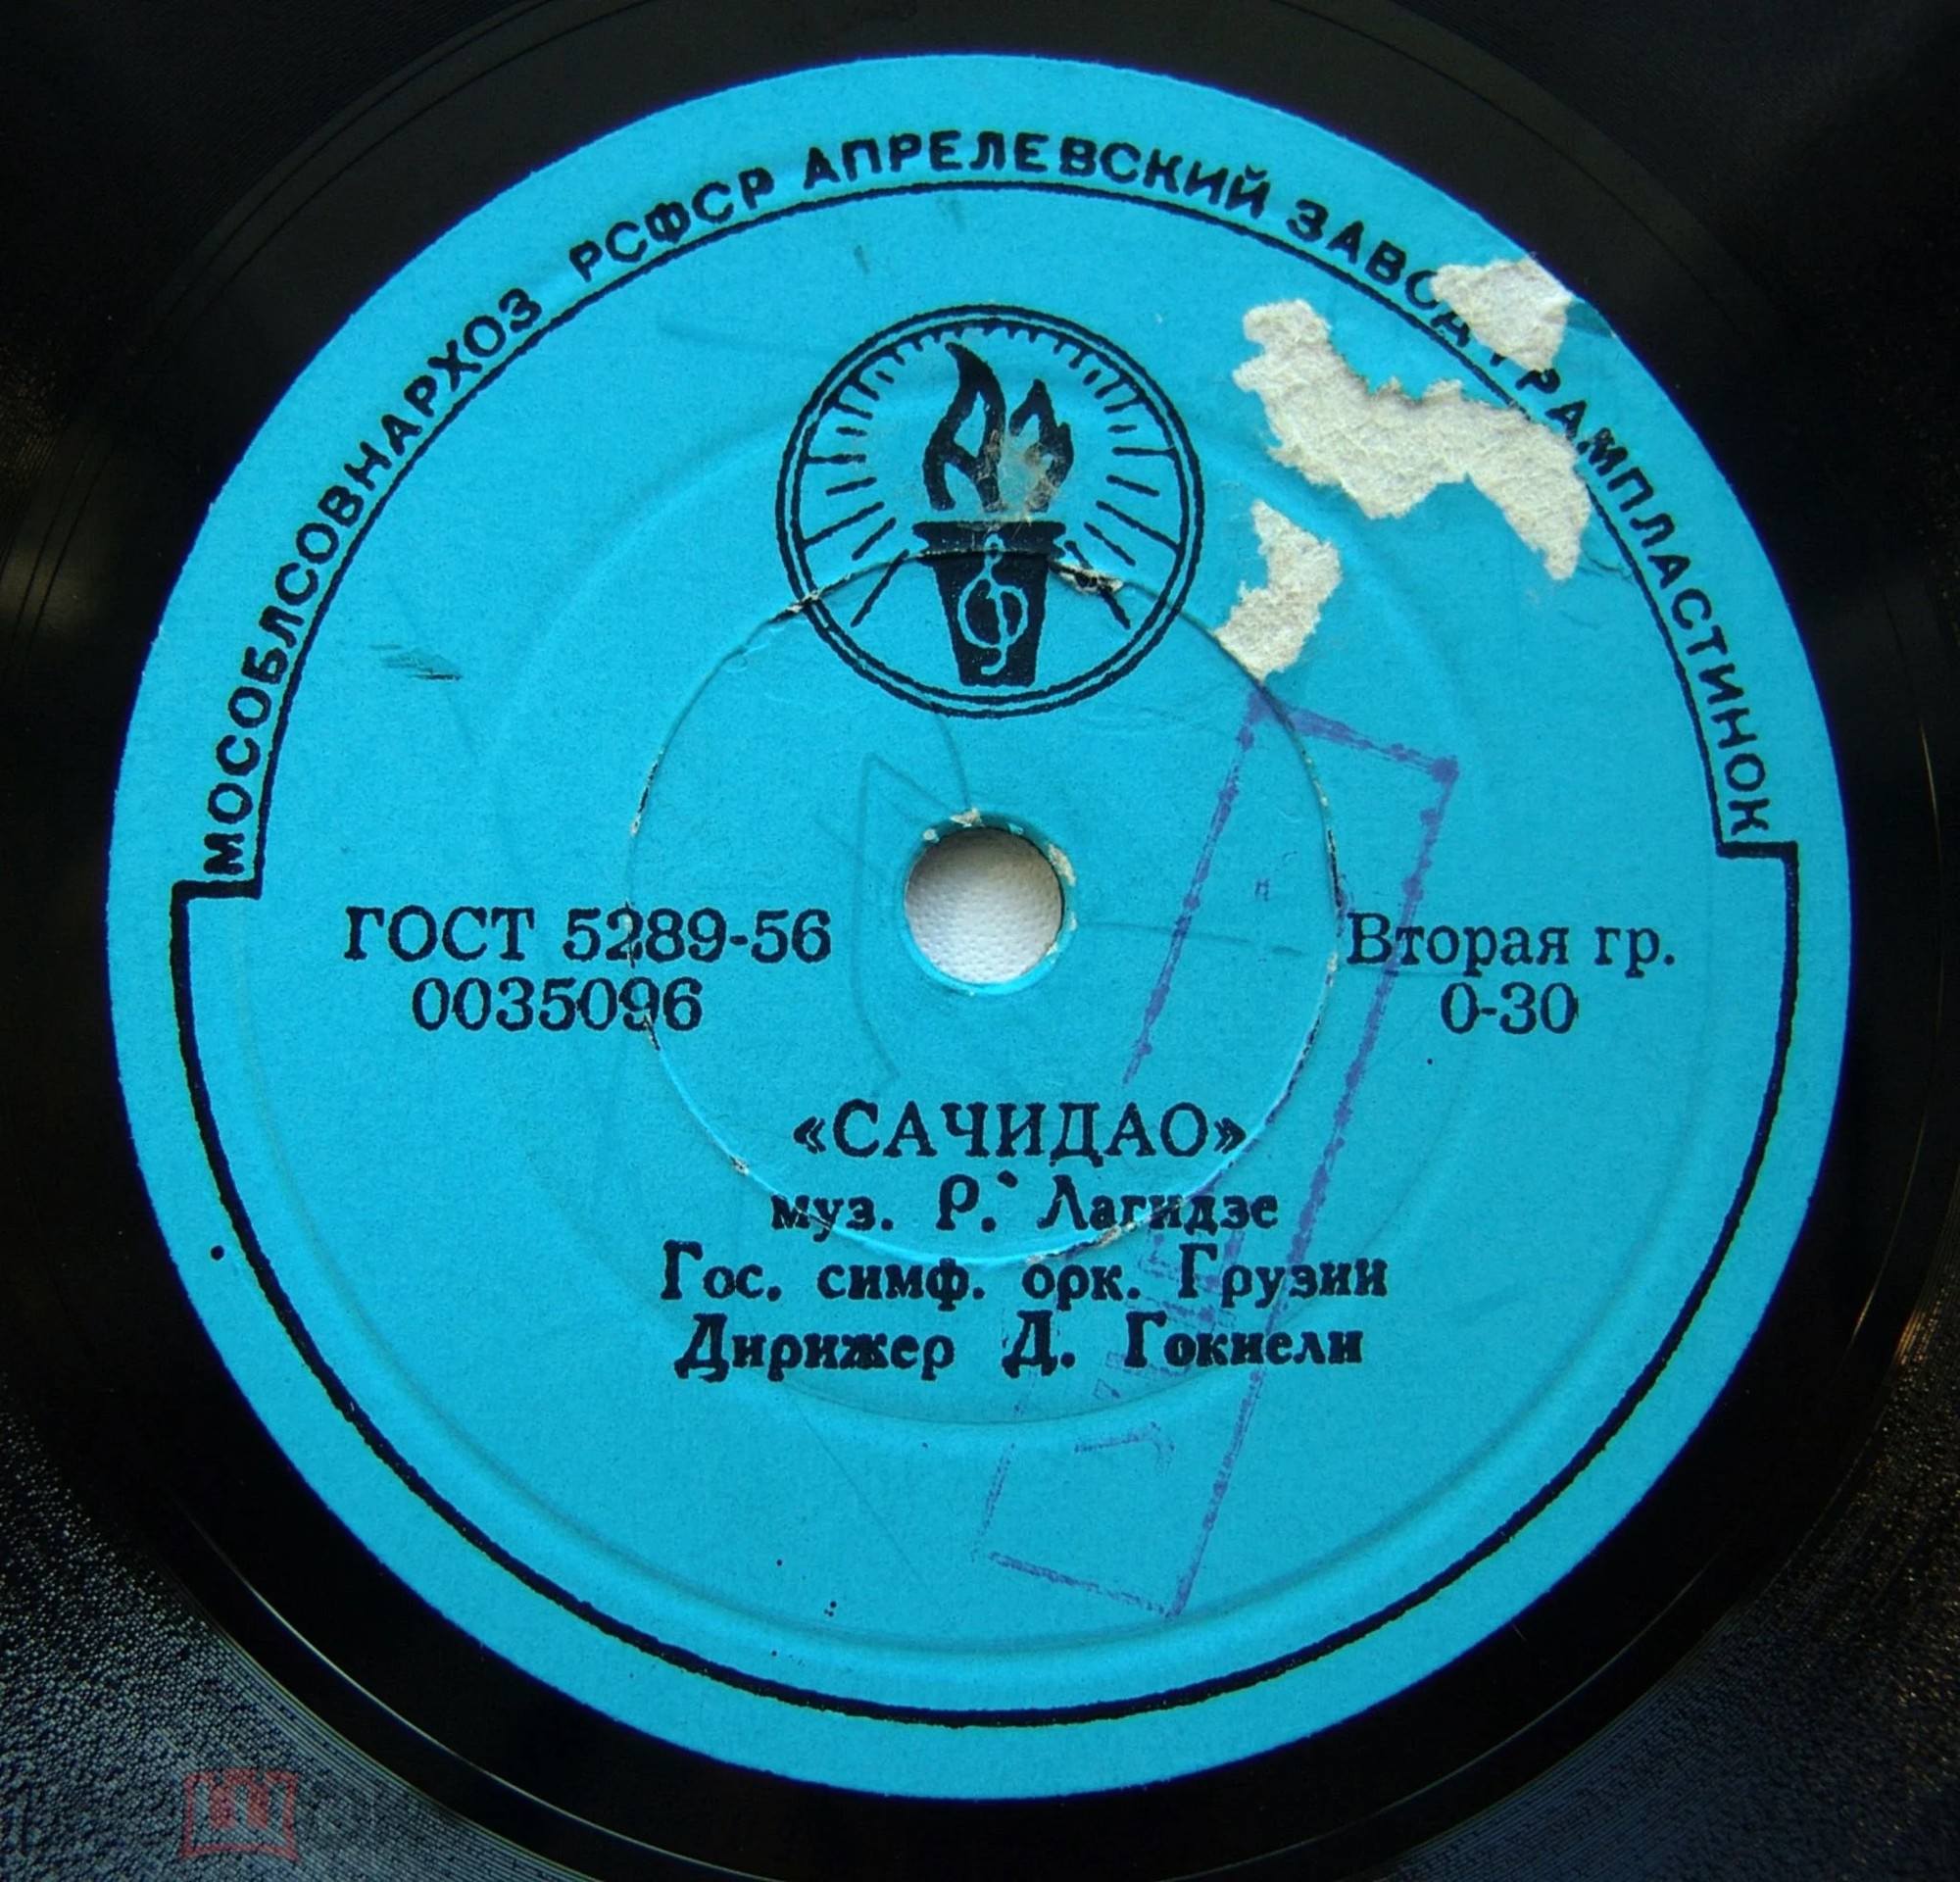 МОСОБЛСОВНАРХОЗ РСФСР АПРЕЛЕВСКИЙ ЗАВОД ГРАМПЛАСТИНОК
ГОСТ 5289-56
0035096
Вторая гр.
0-30
«САЧИДАО»
муз. Р. Лагидзе
Гос. симф. орк. Грузии
Дирижер Д. Гокиели